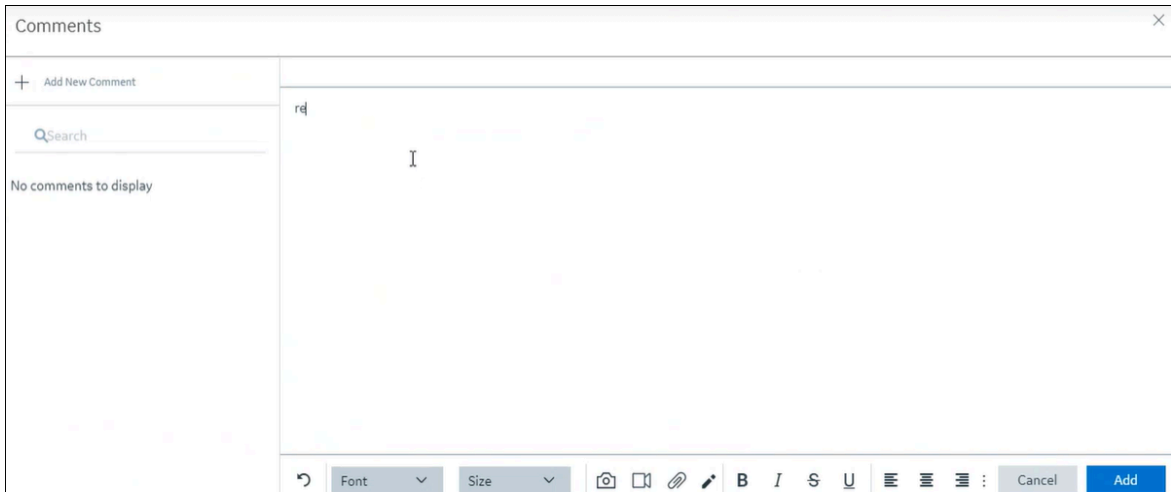 Comments
Add New Comment
re
Search
No comments to display
Font
Size
B I S U
Cancel
Add